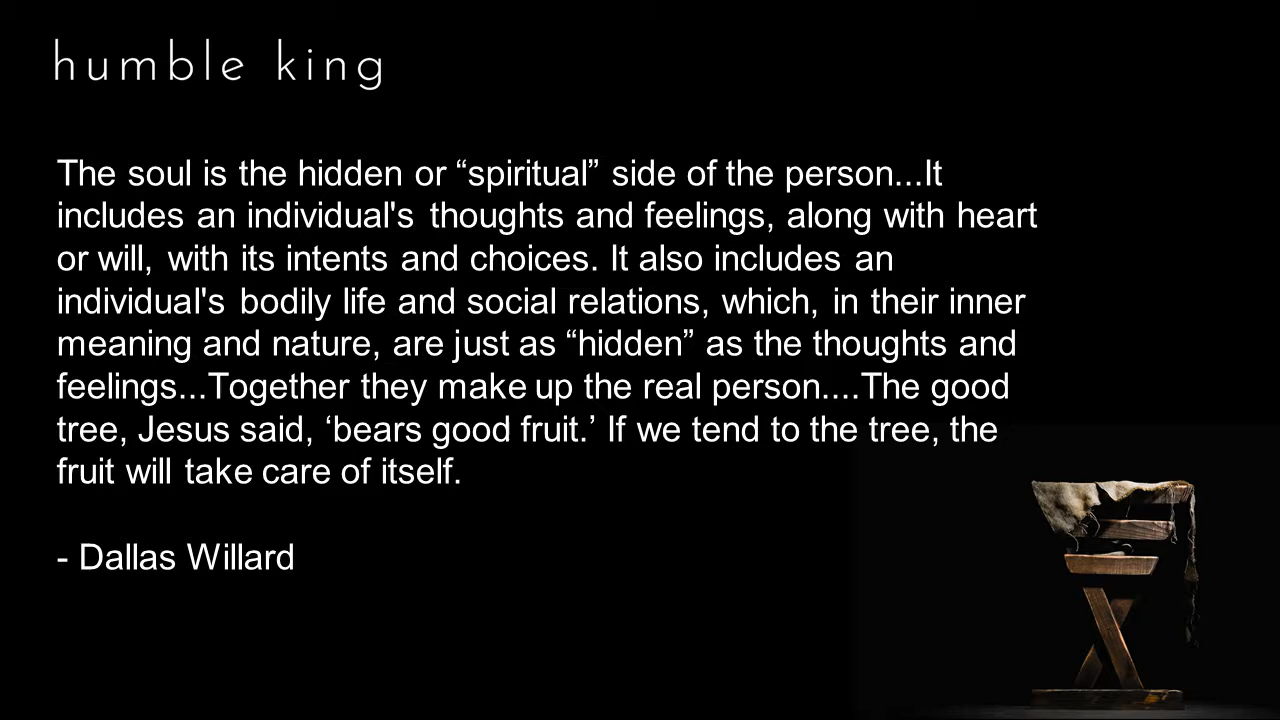 humble king
The soul is the hidden or “spiritual” side of the person...It
includes an individual's thoughts and feelings, along with heart
or will, with its intents and choices. It also includes an
individual's bodily life and social relations, which, in their inner
meaning and nature, are just as “hidden” as the thoughts and
feelings...Together they make up the real person....The good
tree, Jesus said, ‘bears good fruit.’ If we tend to the tree, the
fruit will take care of itself.
- Dallas Willard